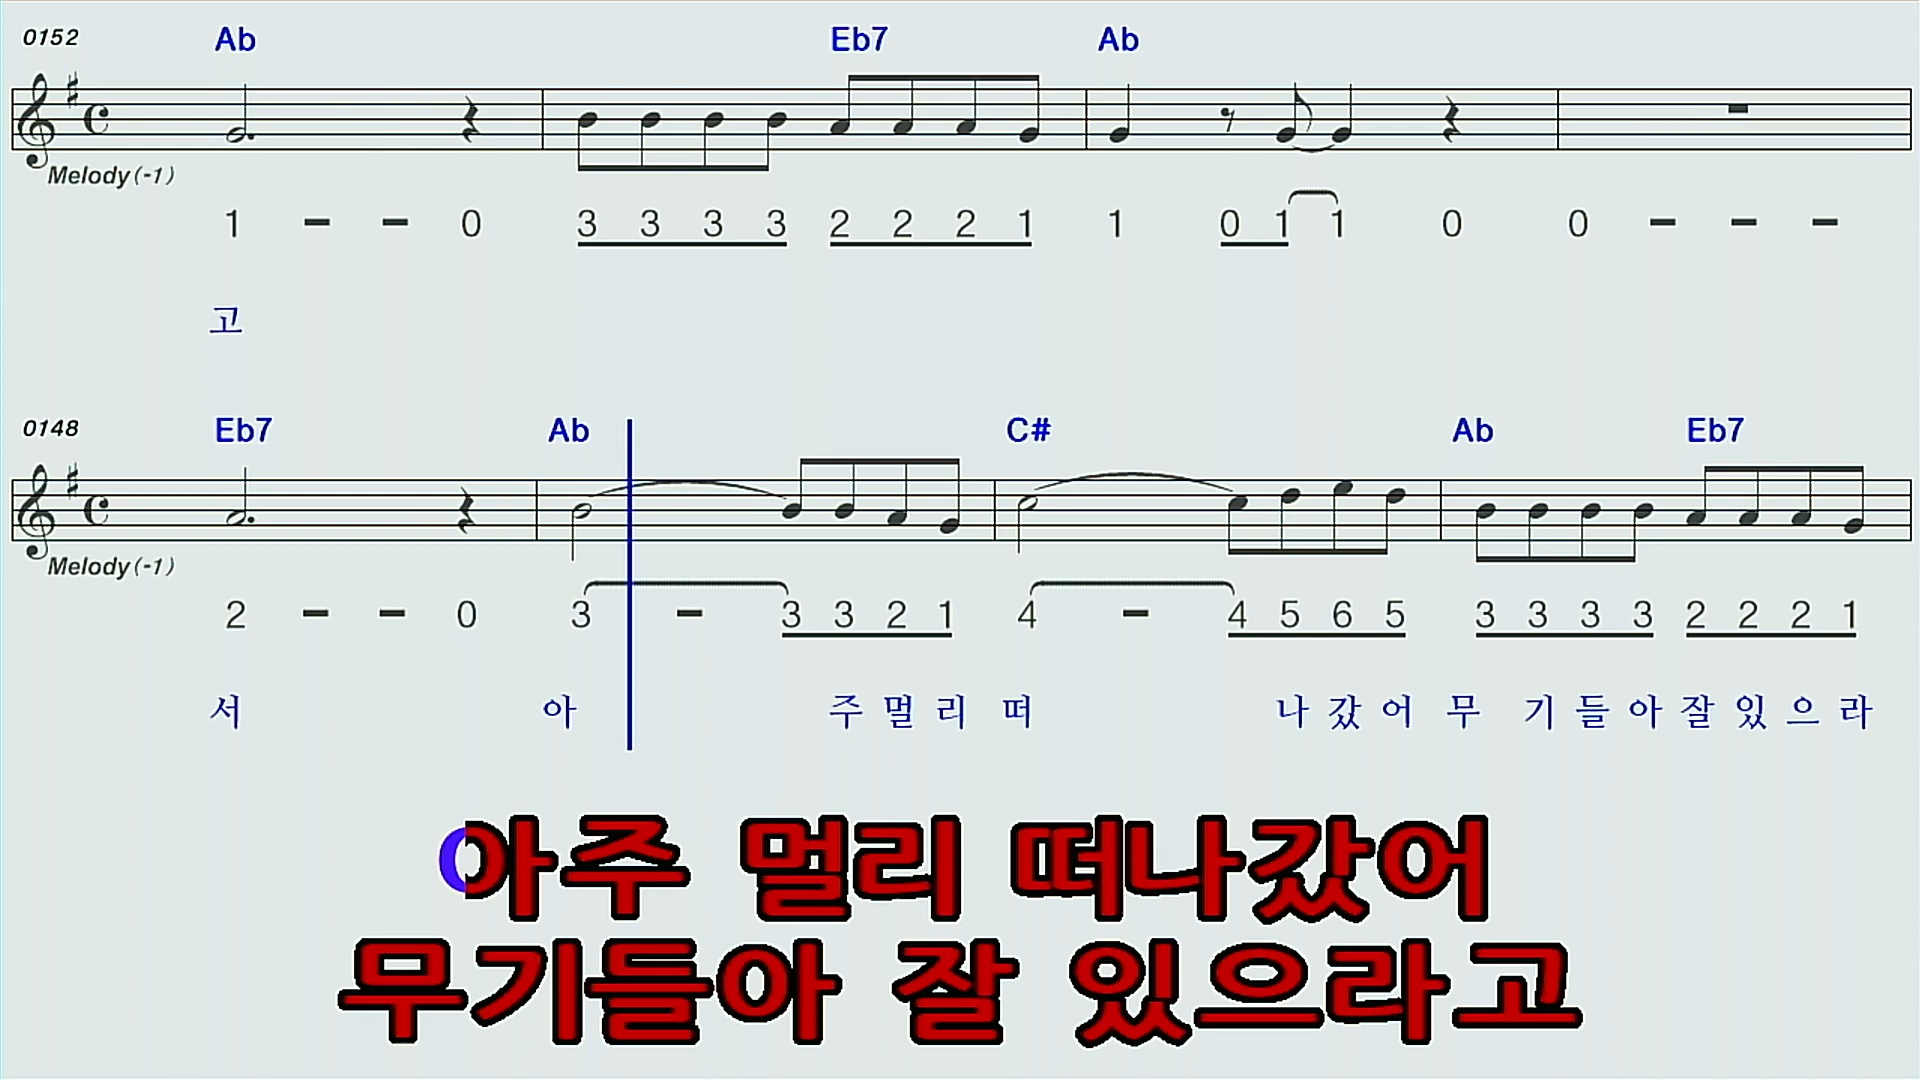 0152 Ab Eb7 Ab
Melody(-1)
1 - - 0 3 3 3 3 2 2 2 1 1 0 1 1 0 0 - - -
고
0148 Eb7 Ab C# Ab Eb7
Melody(-1)
2 - - 0 3 - 3 3 2 1 4 - 4 5 6 5 3 3 3 3 2 2 2 1
서 아 주 멀 리 떠 나 갔 어 무 기 들 아 잘 있 으 라
아주 멀리 떠나갔어
무기들아 잘 있으라고